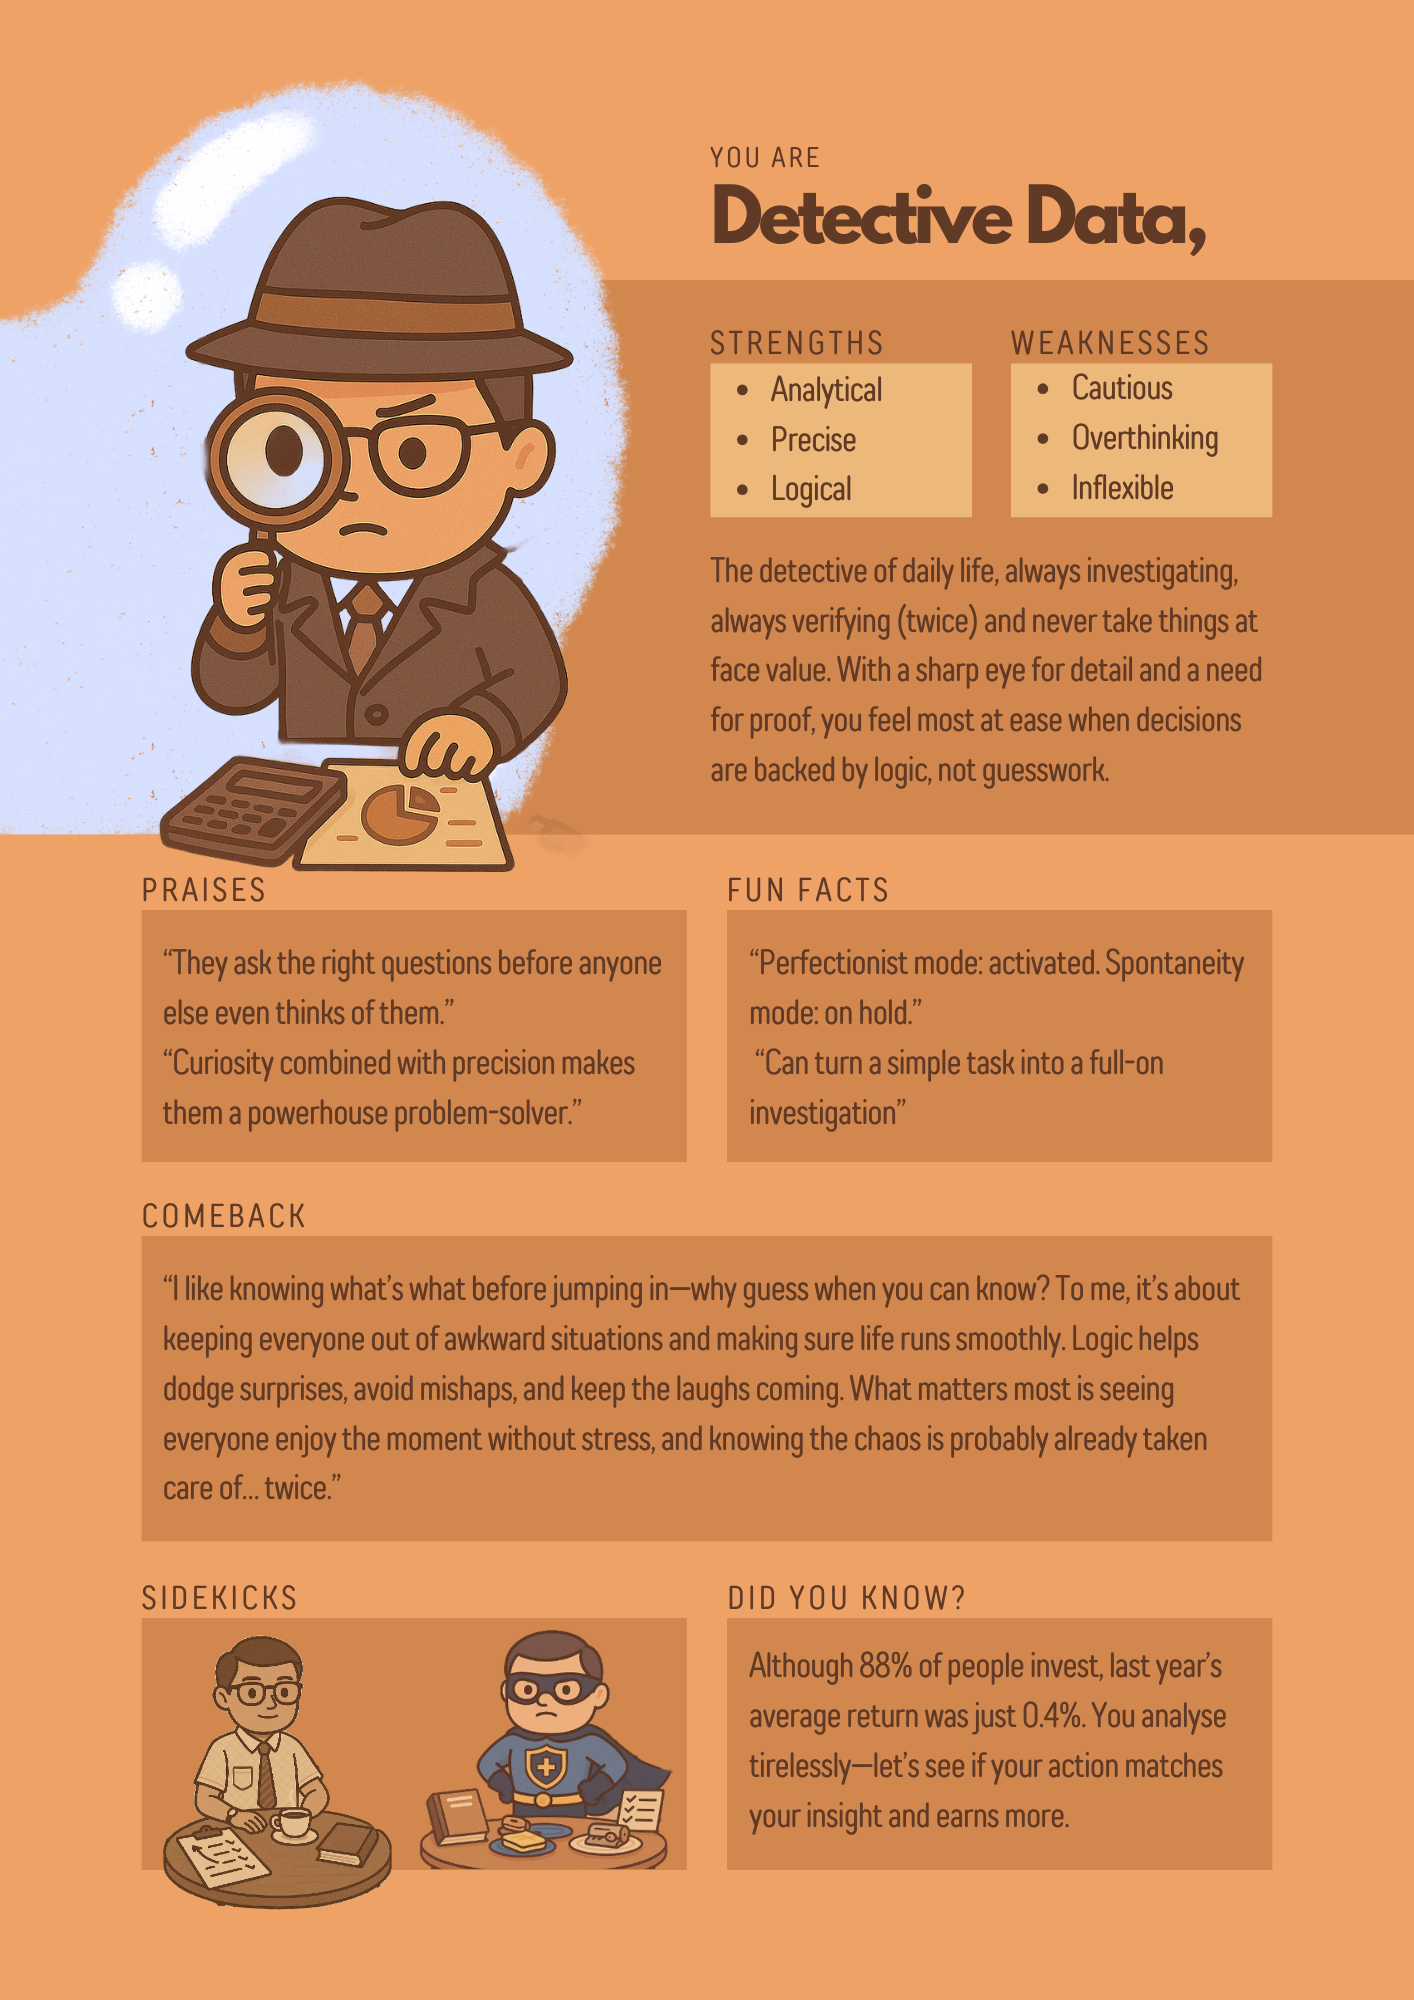 YOU ARE
Detective Data,
STRENGTHS
• Analytical
• Precise
• Logical
WEAKNESSES
• Cautious
• Overthinking
• Inflexible
The detective of daily life, always investigating,
always verifying (twice) and never take things at
face value. With a sharp eye for detail and a need
for proof, you feel most at ease when decisions
are backed by logic, not guesswork.
PRAISES
“They ask the right questions before anyone
else even thinks of them.”
“Curiosity combined with precision makes
them a powerhouse problem-solver.”
FUN FACTS
“Perfectionist mode: activated. Spontaneity
mode: on hold.”
“Can turn a simple task into a full-on
investigation”
COMEBACK
“I like knowing what’s what before jumping in—why guess when you can know? To me, it’s about
keeping everyone out of awkward situations and making sure life runs smoothly. Logic helps
dodge surprises, avoid mishaps, and keep the laughs coming. What matters most is seeing
everyone enjoy the moment without stress, and knowing the chaos is probably already taken
care of... twice.”
SIDEKICKS
DID YOU KNOW?
Although 88% of people invest, last year’s
average return was just 0.4%. You analyse
tirelessly—let’s see if your action matches
your insight and earns more.